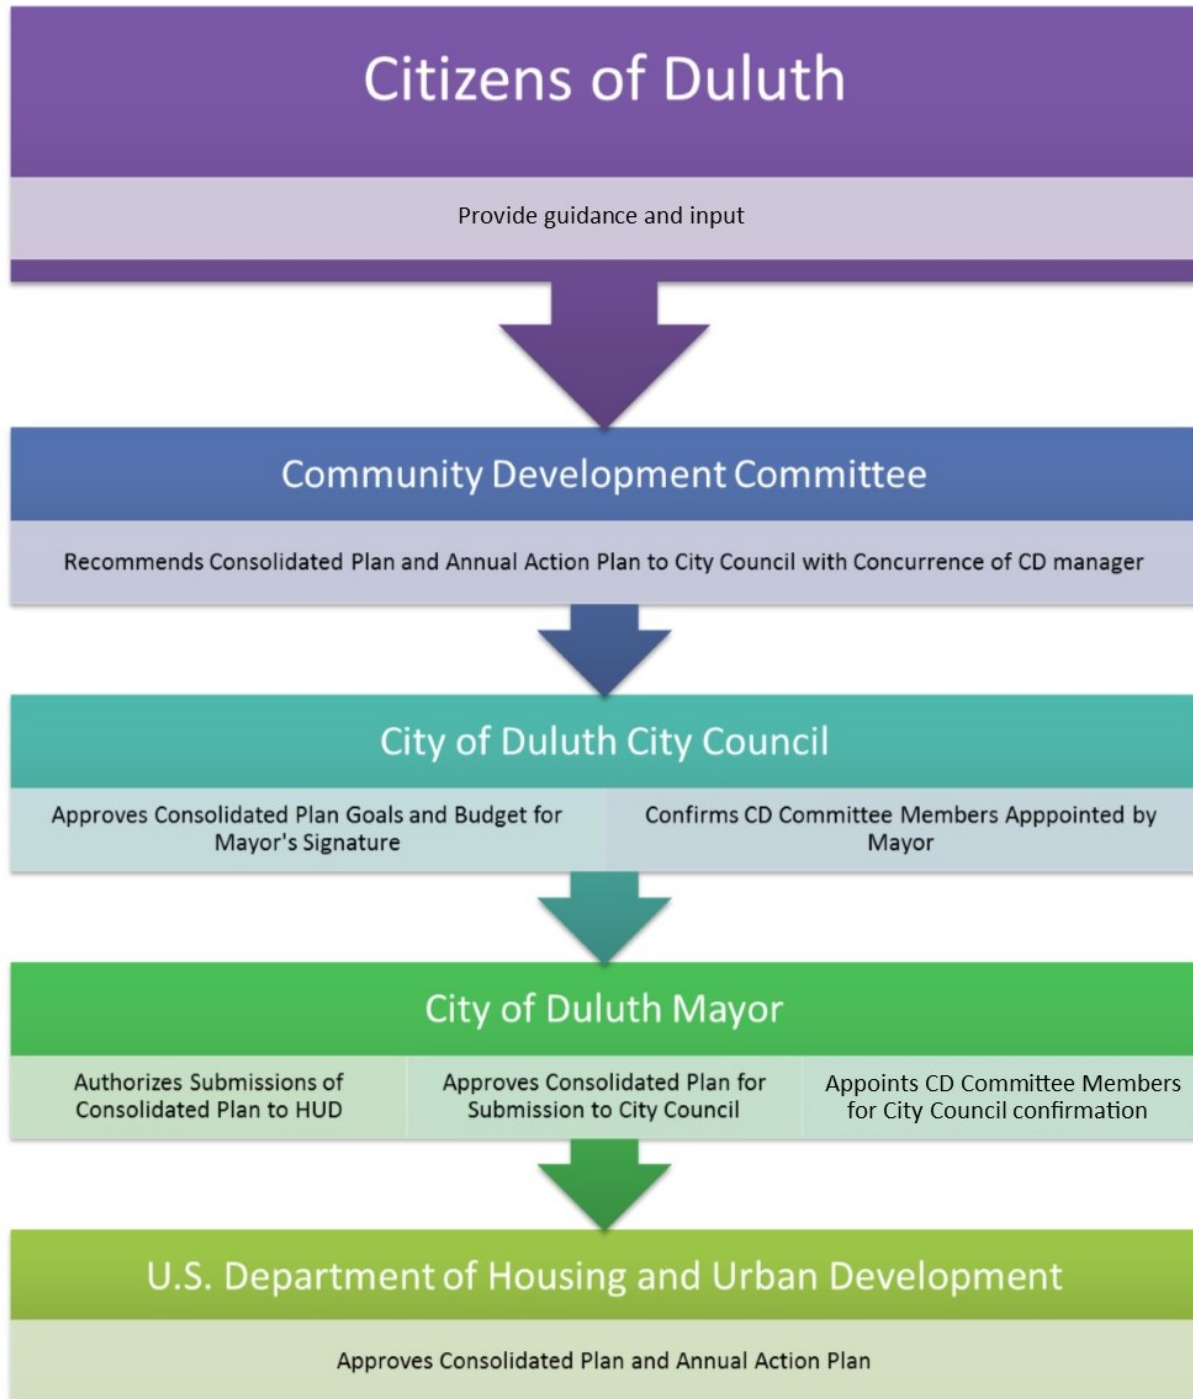 Citizens of Duluth
Provide guidance and input
Community Development Committee
Recommends Consolidated Plan and Annual Action Plan to City Council with Concurrence of CD manager
City of Duluth City Council
Approves Consolidated Plan Goals and Budget for
Mayor's Signature
Confirms CD Committee Members Apppointed by
Mayor
City of Duluth Mayor
Authorizes Submissions of
Consolidated Plan to HUD
Approves Consolidated Plan for
Submission to City Council
Appoints CD Committee Members
for City Council confirmation
U.S. Department of Housing and Urban Development
Approves Consolidated Plan and Annual Action Plan